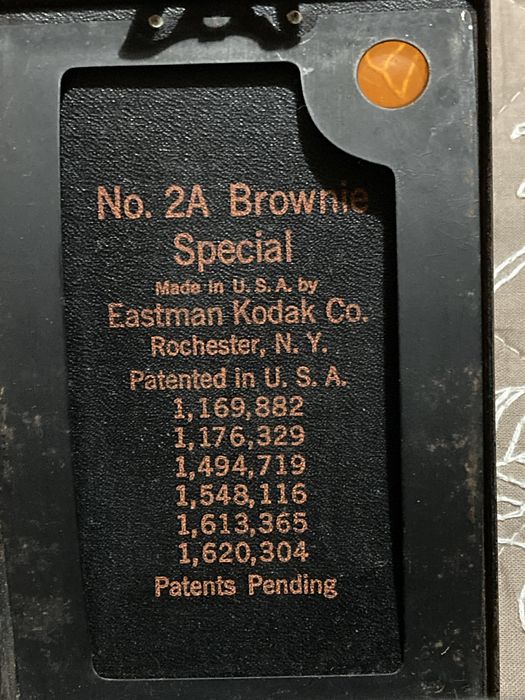 No. 2A Brownie
Special
Made in U. S. A. by
Eastman Kodak Co.
Rochester, N. Y.
Patented in U. S. A.
1,169,882
1,176,329
1,494,719
1,548,116
1,613,365
1,620,304
Patents Pending